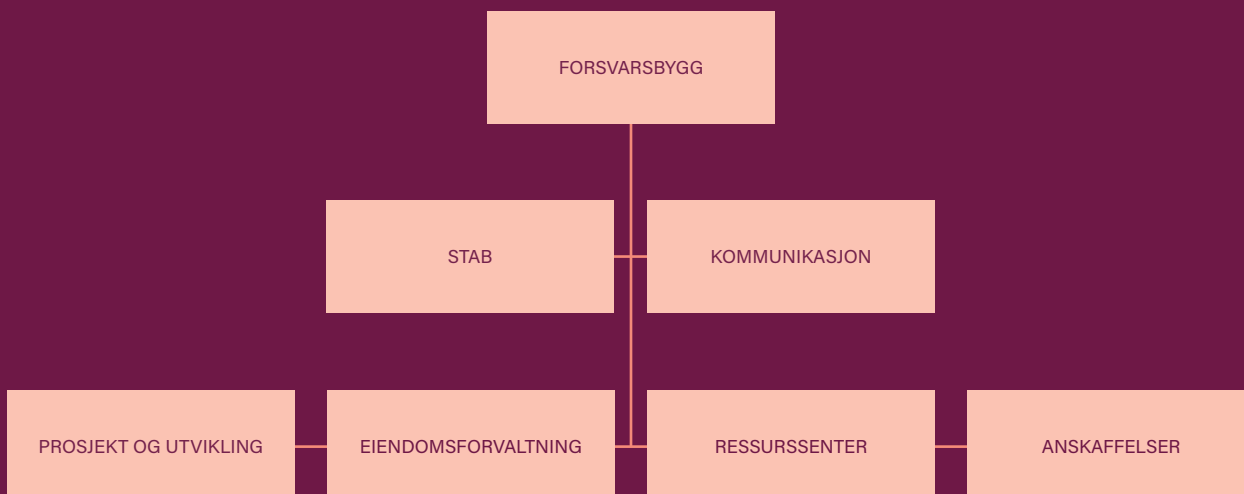 FORSVARSBYGG
STAB
KOMMUNIKASJON
PROSJEKT OG UTVIKLING
EIENDOMSFORVALTNING
RESSURSSENTER
ANSKAFFELSER